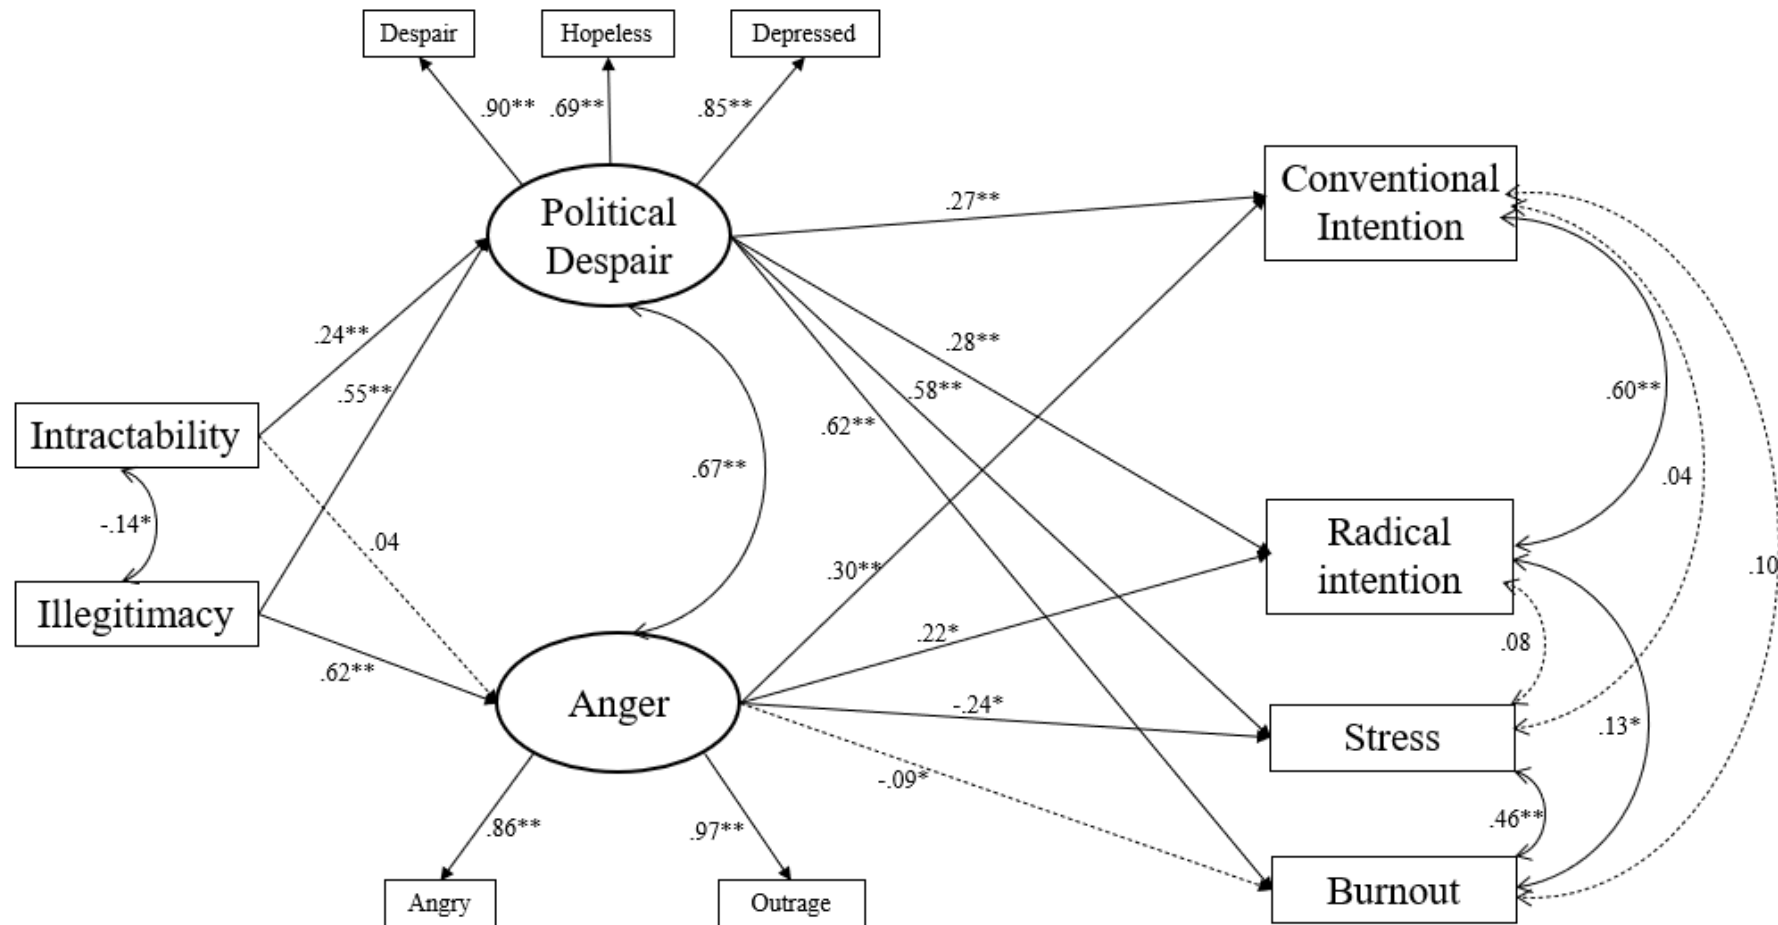 Despair
Hopeless
Depressed
.90**
.69**
.85**
Political
Despair
Conventional
Intention
.27**
.24**
.55**
.28**
.58**
.62**
.60**
Intractability
.67**
.04
-.14*
.04
Illegitimacy
.30**
Radical
intention
.10
.62**
.22*
.08
Anger
-.24*
Stress
.13*
-.09*
.86**
.97**
.46**
Angry
Outrage
Burnout